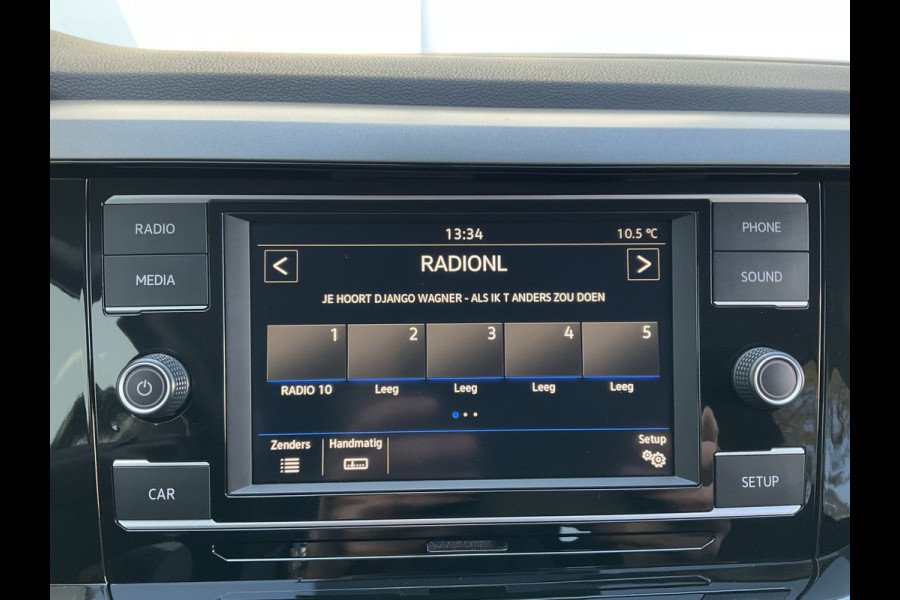 13:34 10.5 °C
RADIO
PHONE
< RADIONL >
MEDIA
SOUND
JE HOORT DJANGO WAGNER - ALS IK T ANDERS ZOU DOEN
1 2 3 4 5
RADIO 10 Leeg Leeg Leeg Leeg
Zenders Handmatig Setup
CAR
SETUP